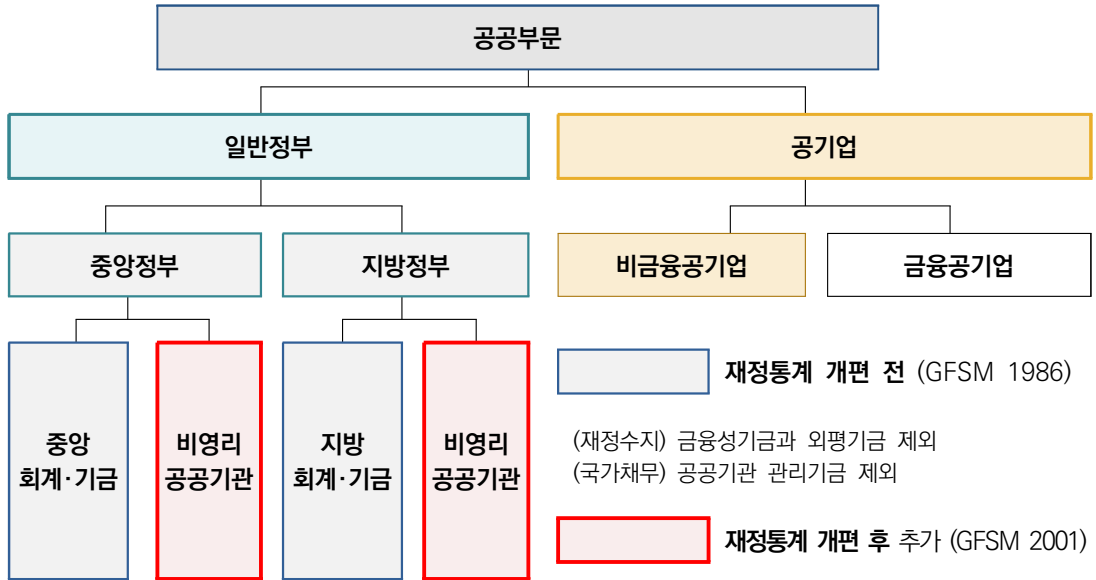 공공부문
일반정부
공기업
중앙정부
지방정부
비금융공기업
금융공기업
중앙
회계·기금
비영리
공공기관
지방
회계·기금
비영리
공공기관
재정통계 개편 전 (GFSM 1986)
(재정수지) 금융성기금과 외평기금 제외
(국가채무) 공공기관 관리기금 제외
재정통계 개편 후 추가 (GFSM 2001)